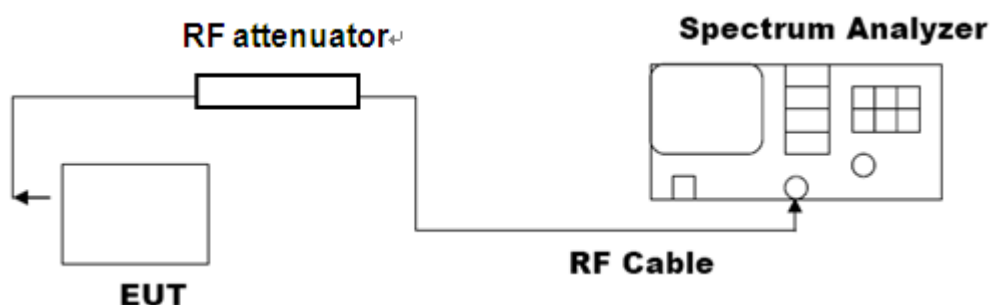 RF attenuator↵
Spectrum Analyzer
RF Cable
EUT